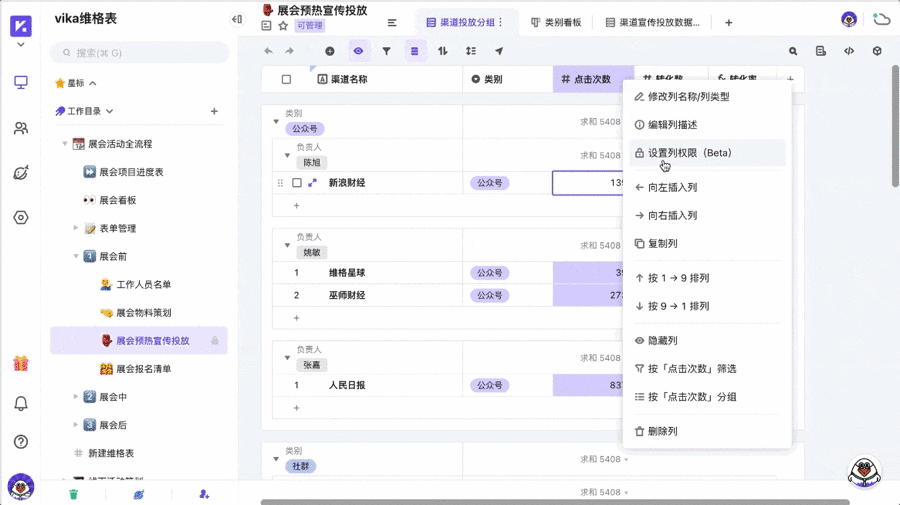 vika维格表
搜索(⌘ G)
星标
工作目录
展会活动全流程
展会项目进度表
展会看板
表单管理
展会前
工作人员名单
展会物料策划
展会预热宣传投放
展会报名清单
展会中
展会后
新建维格表
展会预热宣传投放
可管理
渠道投放分组
类别看板
渠道宣传投放数据...
渠道名称
类别
点击次数
转化数
转化率
类别
公众号
求和 5408
负责人
陈旭
求和 5408
新浪财经
公众号
负责人
姚敏
求和 5408
1
维格星球
公众号
2
巫师财经
公众号
负责人
张嘉
求和 5408
1
人民日报
公众号
类别
社群
求和 5408
求和 5408
修改列名称/列类型
编辑列描述
设置列权限（Beta）
向左插入列
向右插入列
复制列
按 1 → 9 排列
按 9 → 1 排列
隐藏列
按「点击次数」筛选
按「点击次数」分组
删除列